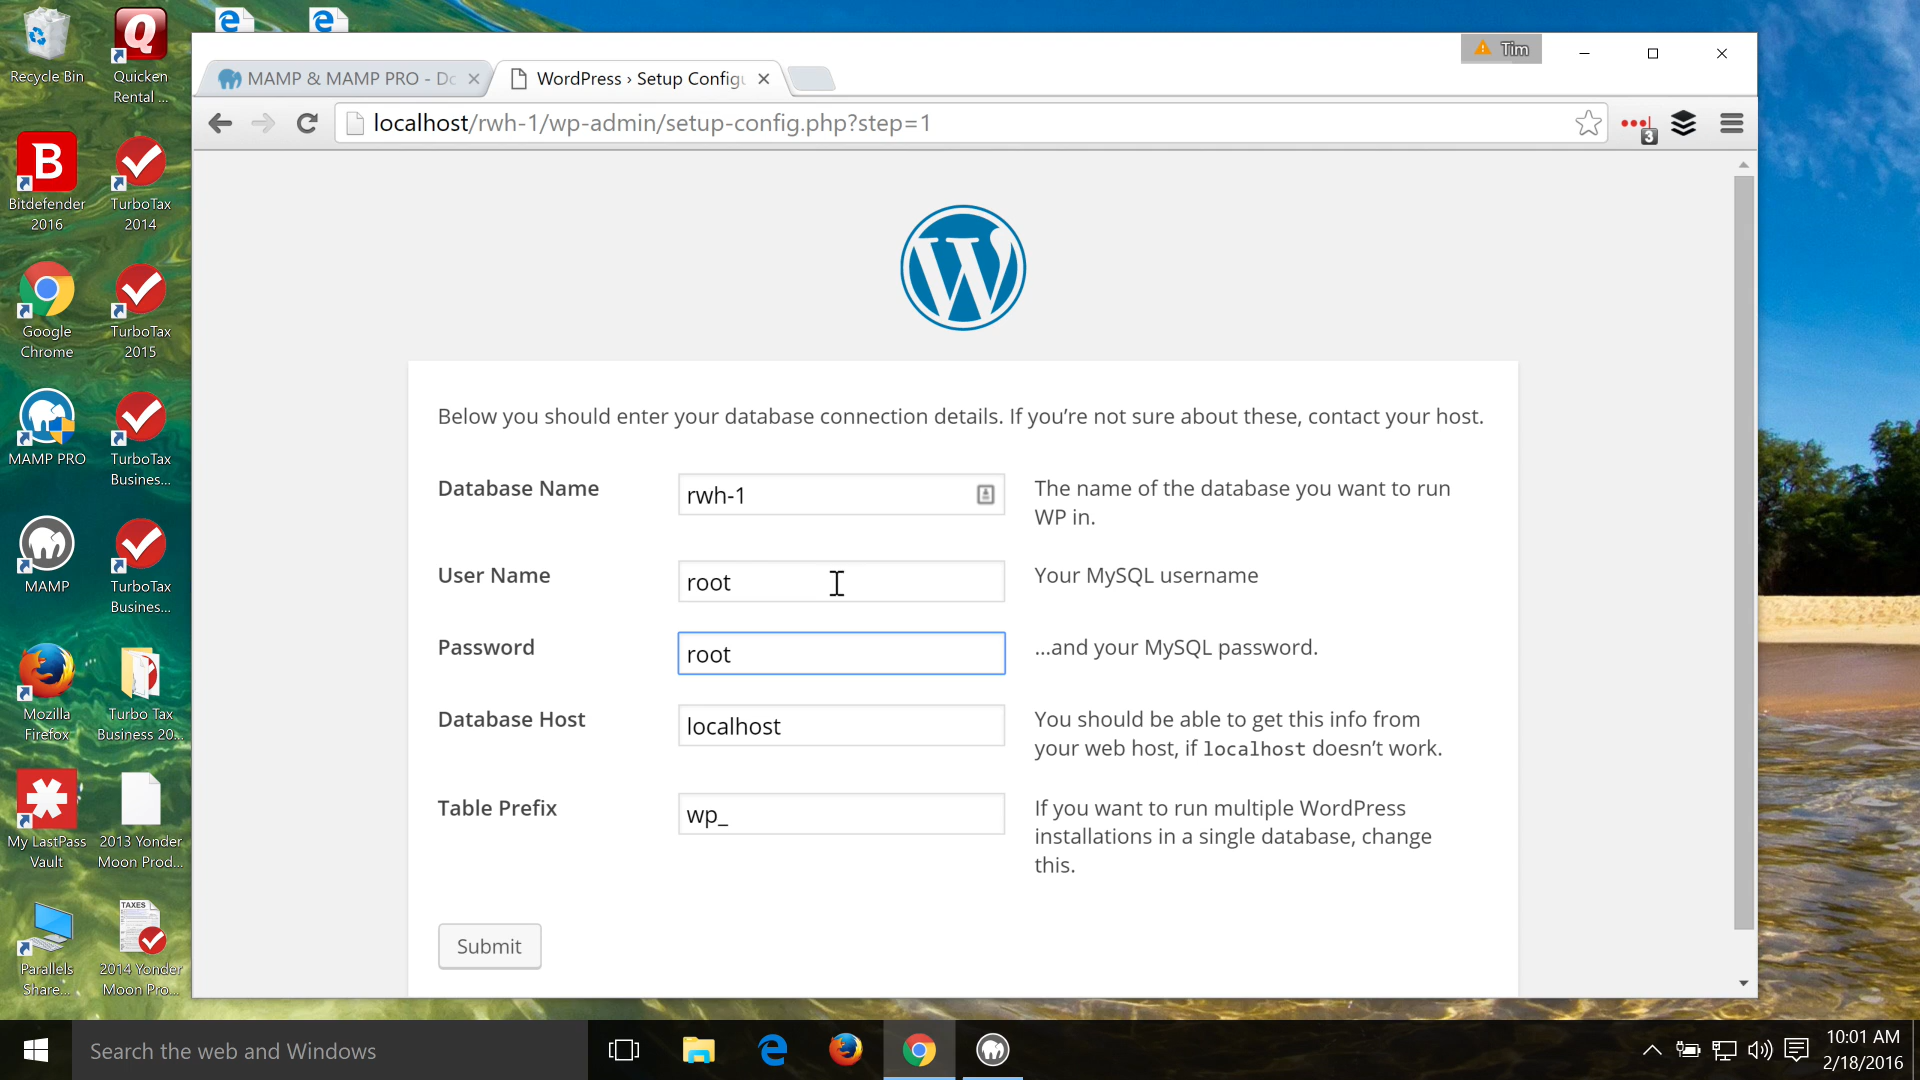 Recycle Bin
Quicken
Rental ...
Bitdefender
2016
TurboTax
2014
Google
Chrome
TurboTax
2015
MAMP PRO
TurboTax
Business...
MAMP
TurboTax
Busines...
Mozilla
Firefox
Turbo Tax
Business 20...
My LastPass
Vault
2013 Yonder
Moon Prod...
TAXES
Parallels
Share...
2014 Yonder
Moon Pro...
Tim
MAMP & MAMP PRO - Do
WordPress › Setup Configu
localhost/rwh-1/wp-admin/setup-config.php?step=1
3
Below you should enter your database connection details. If you’re not sure about these, contact your host.
Database Name
rwh-1
The name of the database you want to run
WP in.
User Name
root
Your MySQL username
Password
root
...and your MySQL password.
Database Host
localhost
You should be able to get this info from
your web host, if localhost doesn’t work.
Table Prefix
wp_
If you want to run multiple WordPress
installations in a single database, change
this.
Submit
Search the web and Windows
10:01 AM
2/18/2016